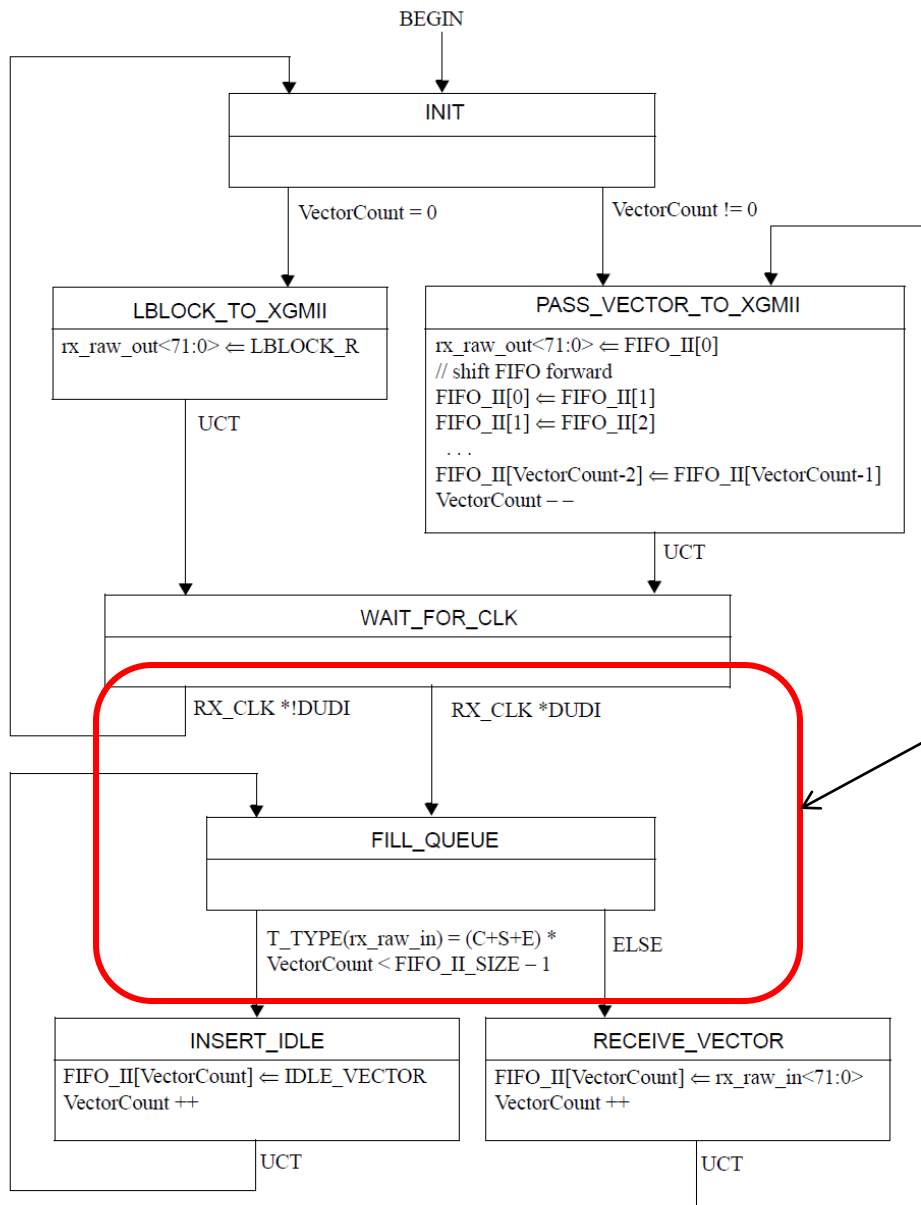 BEGIN
INIT
VectorCount = 0
VectorCount != 0
LBLOCK_TO_XGMII
rx_raw_out<71:0> ⇐ LBLOCK_R
UCT
PASS_VECTOR_TO_XGMII
rx_raw_out<71:0> ⇐ FIFO_II[0]
// shift FIFO forward
FIFO_II[0] ⇐ FIFO_II[1]
FIFO_II[1] ⇐ FIFO_II[2]
. . .
FIFO_II[VectorCount-2] ⇐ FIFO_II[VectorCount-1]
VectorCount – –
UCT
WAIT_FOR_CLK
RX_CLK *!DUDI
RX_CLK *DUDI
FILL_QUEUE
T_TYPE(rx_raw_in) = (C+S+E) *
VectorCount < FIFO_II_SIZE – 1
ELSE
INSERT_IDLE
FIFO_II[VectorCount] ⇐ IDLE_VECTOR
VectorCount ++
UCT
RECEIVE_VECTOR
FIFO_II[VectorCount] ⇐ rx_raw_in<71:0>
VectorCount ++
UCT